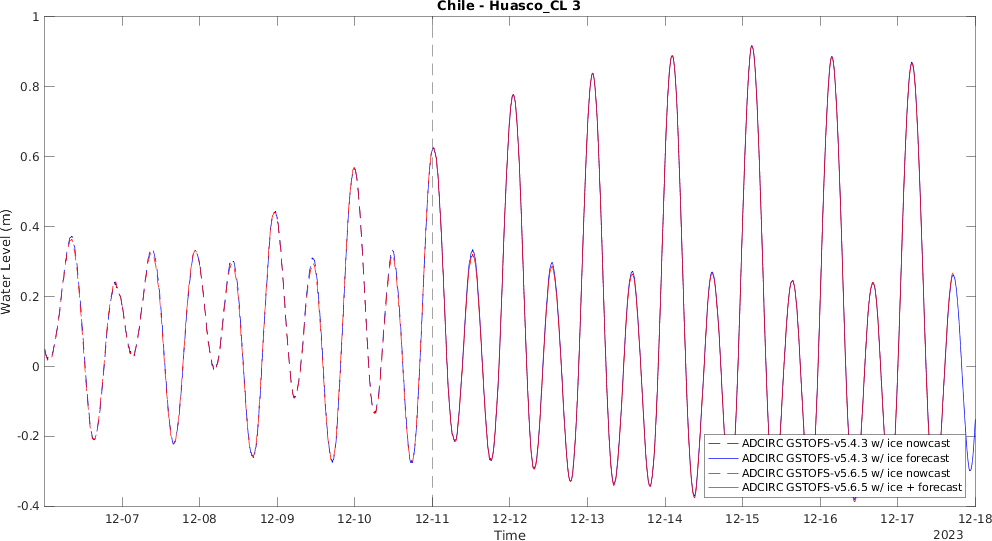 Chile - Huasco_CL 3
1
0.8
0.6
0.4
0.2
0
-0.2
-0.4
Water Level (m)
ADCIRC GSTOFS-v5.4.3 w/ ice nowcast
ADCIRC GSTOFS-v5.4.3 w/ ice forecast
ADCIRC GSTOFS-v5.6.5 w/ ice nowcast
ADCIRC GSTOFS-v5.6.5 w/ ice + forecast
12-07 12-08 12-09 12-10 12-11 12-12 12-13 12-14 12-15 12-16 12-17 12-18
Time
2023